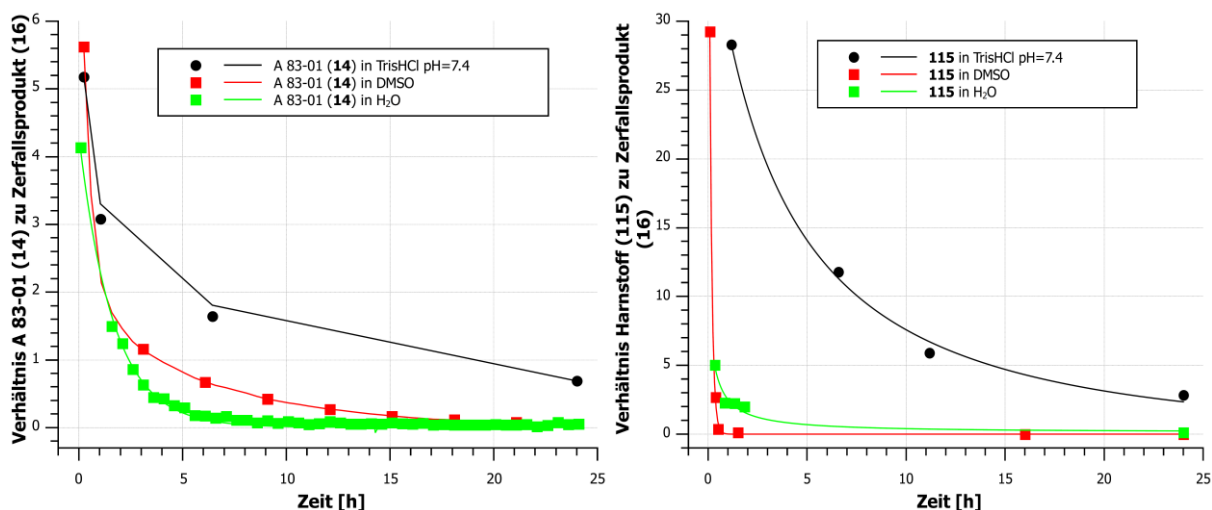 Verhältnis A 83-01 (14) zu Zerfallsprodukt (16)
6
5
4
3
2
1
0
A 83-01 (14) in TrisHCl pH=7.4
A 83-01 (14) in DMSO
A 83-01 (14) in H₂O
0 5 10 15 20 25
Zeit [h]
Verhältnis Harnstoff (115) zu Zerfallsprodukt
(16)
30
25
20
15
10
5
0
115 in TrisHCl pH=7.4
115 in DMSO
115 in H₂O
0 5 10 15 20 25
Zeit [h]